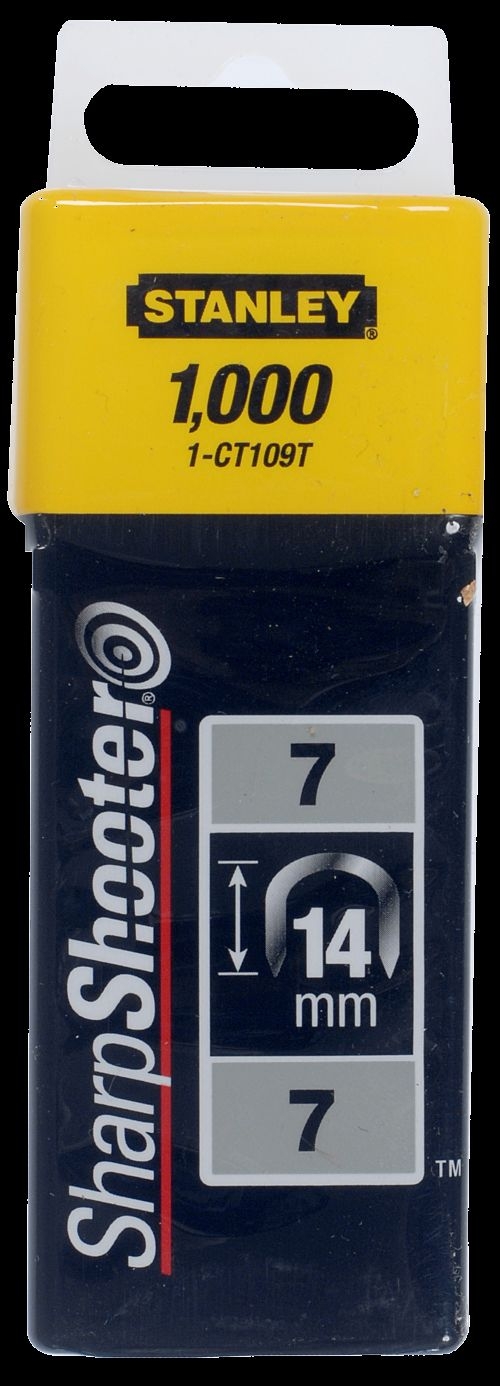 STANLEY®
1,000
1-CT109T
SharpShooter®
7
14
mm
7
TM